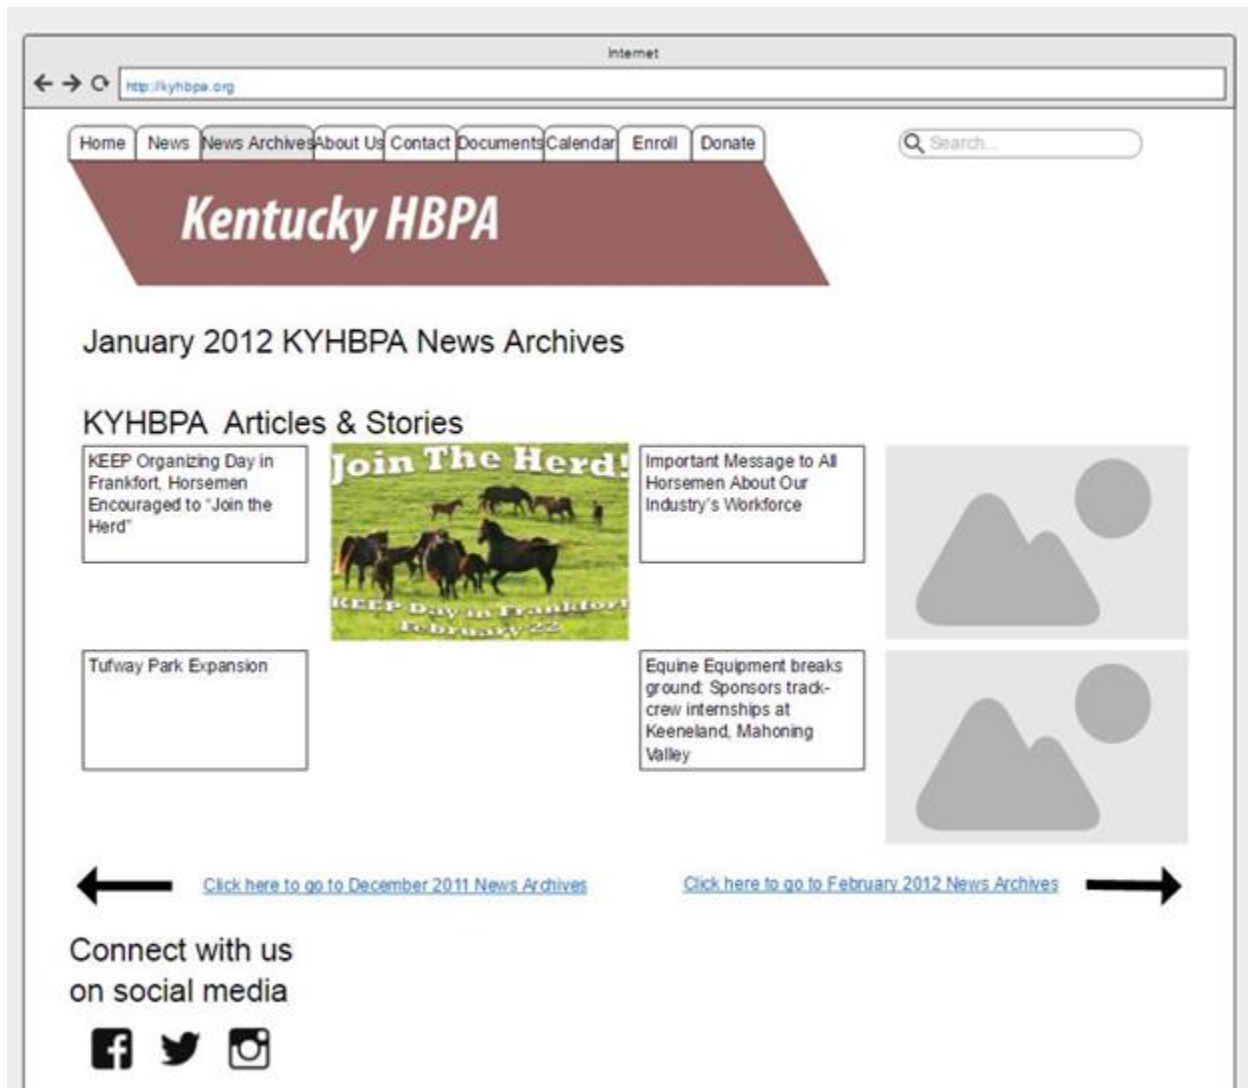 Internet
http://kyhbpa.org
Home News News Archives About Us Contact Documents Calendar Enroll Donate
Search...
Kentucky HBPA
January 2012 KYHBPA News Archives
KYHBPA Articles & Stories
KEEP Organizing Day in
Frankfort, Horsemen
Encouraged to "Join the
Herd"
Join The Herd!
KEEP Day in Frankfort
February 22
Important Message to All
Horsemen About Our
Industry's Workforce
Tufway Park Expansion
Equine Equipment breaks
ground: Sponsors track-
crew internships at
Keeneland, Mahoning
Valley
Click here to go to December 2011 News Archives
Click here to go to February 2012 News Archives
Connect with us
on social media